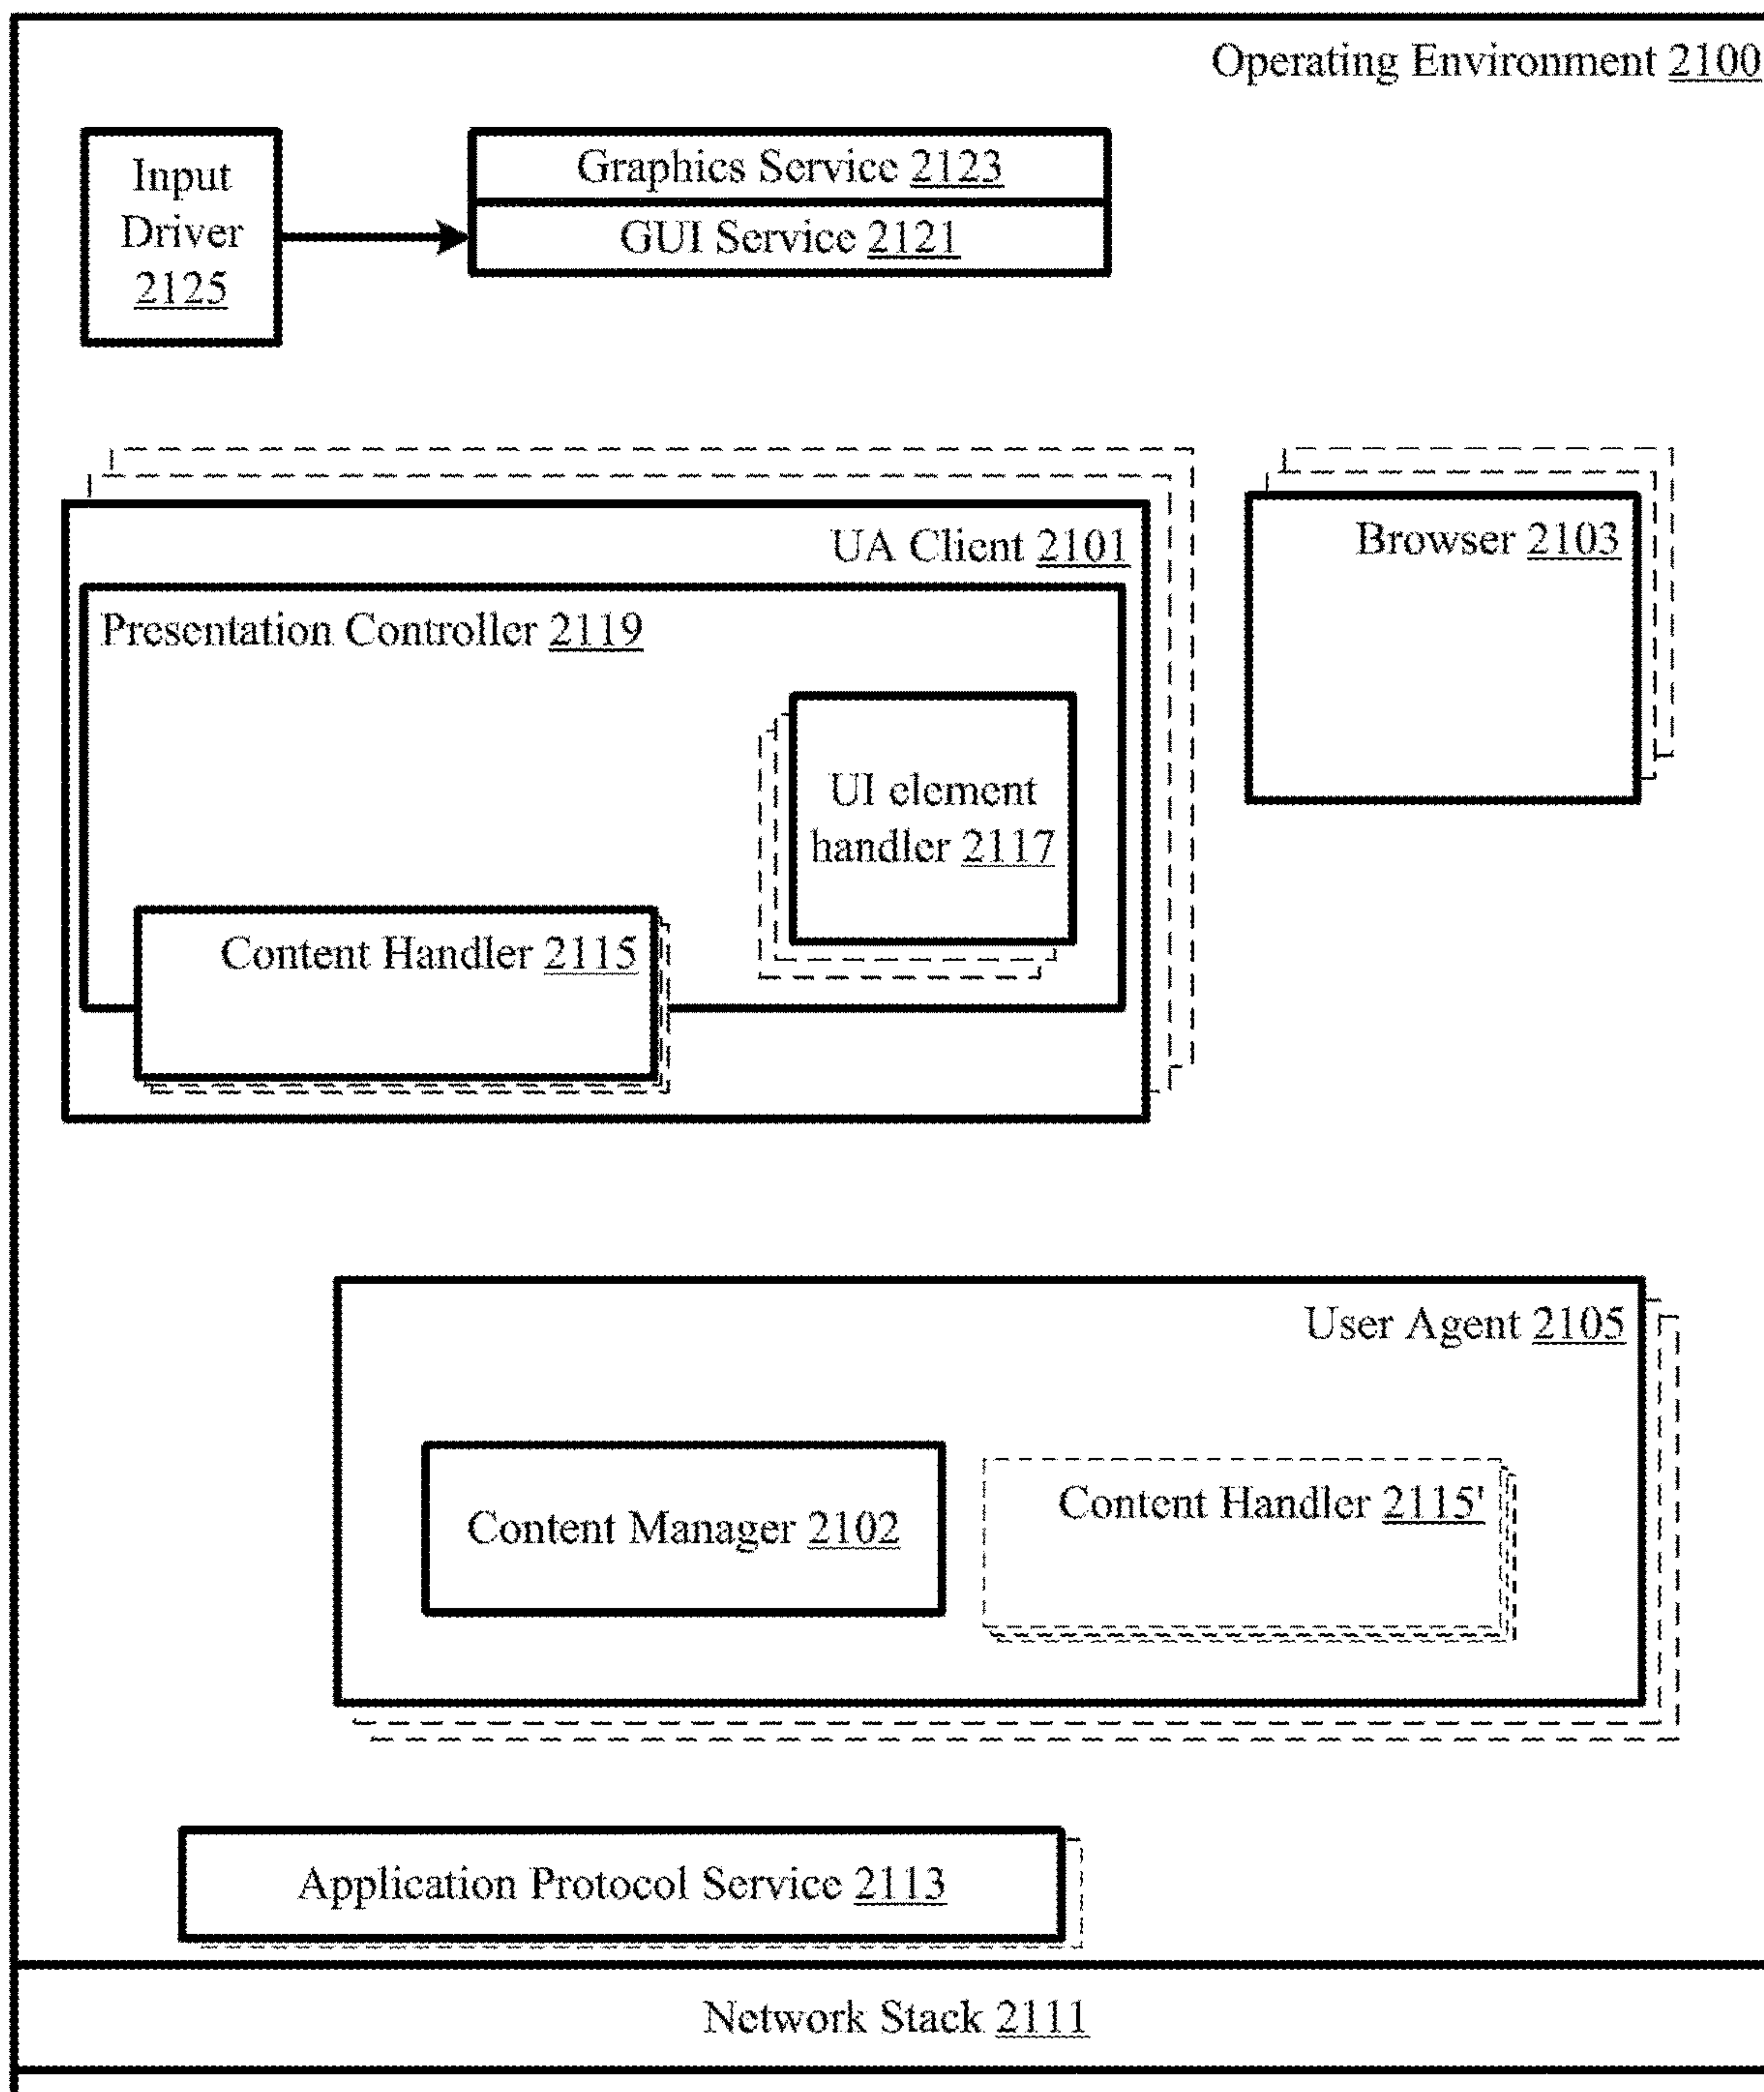 Operating Environment 2100
Input
Driver
2125
Graphics Service 2123
GUI Service 2121
UA Client 2101
Browser 2103
Presentation Controller 2119
UI element
handler 2117
Content Handler 2115
User Agent 2105
Content Manager 2102
Content Handler 2115'
Application Protocol Service 2113
Network Stack 2111